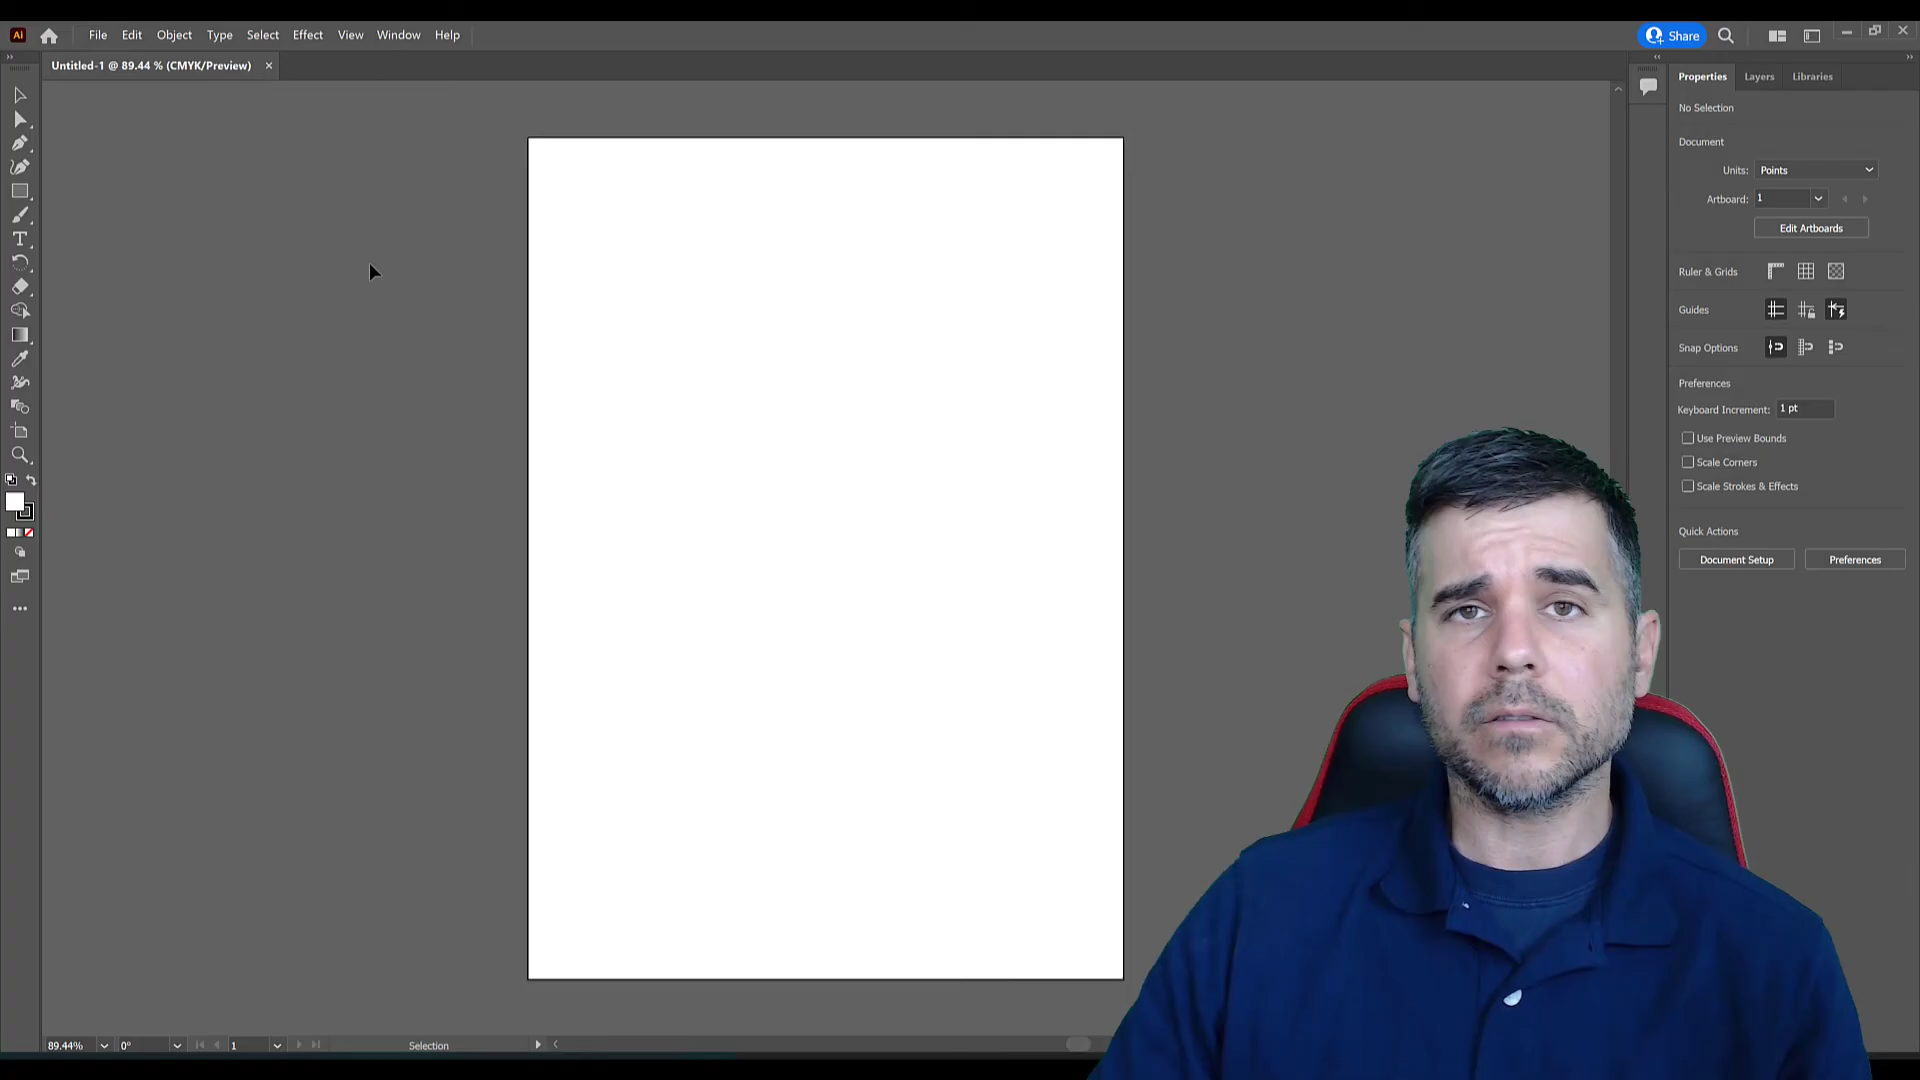 Ai File Edit Object Type Select Effect View Window Help Share
Untitled-1 @ 89.44 % (CMYK/Preview) ×
Properties Layers Libraries
No Selection
Document
Units: Points
Artboard: 1
Edit Artboards
Ruler & Grids
Guides
Snap Options
Preferences
Keyboard Increment: 1 pt
Use Preview Bounds
Scale Corners
Scale Strokes & Effects
Quick Actions
Document Setup Preferences
89.44% 0° 1 Selection